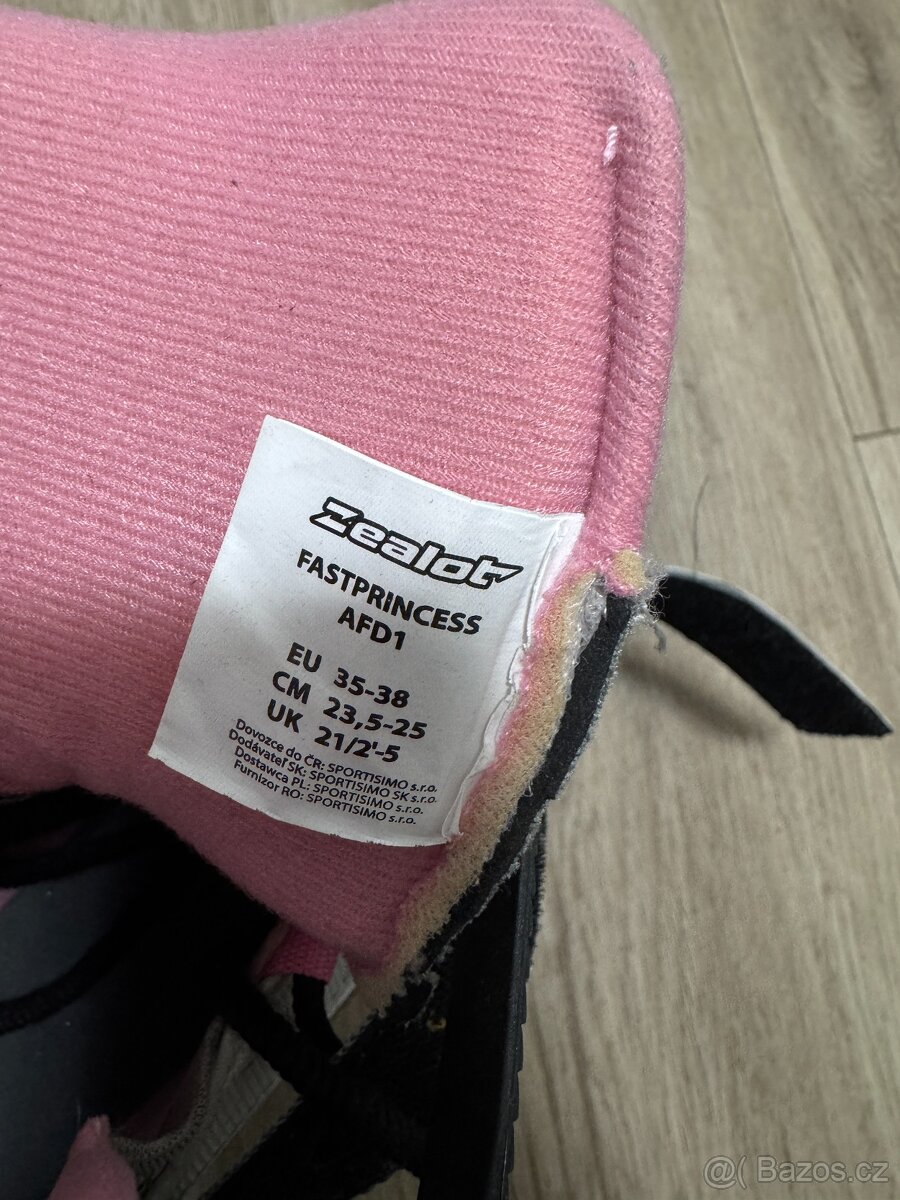 zealot
FASTPRINCESS
AFD1
EU 35-38
CM 23,5-25
UK 21/2'-5
Dovozce do ČR: SPORTISIMO s.r.o.
Dodávateľ SK: SPORTISIMO SK s.r.o.
Dostawca PL: SPORTISIMO s.r.o.
Furnizor RO: SPORTISIMO s.r.o.
@( Bazos.cz